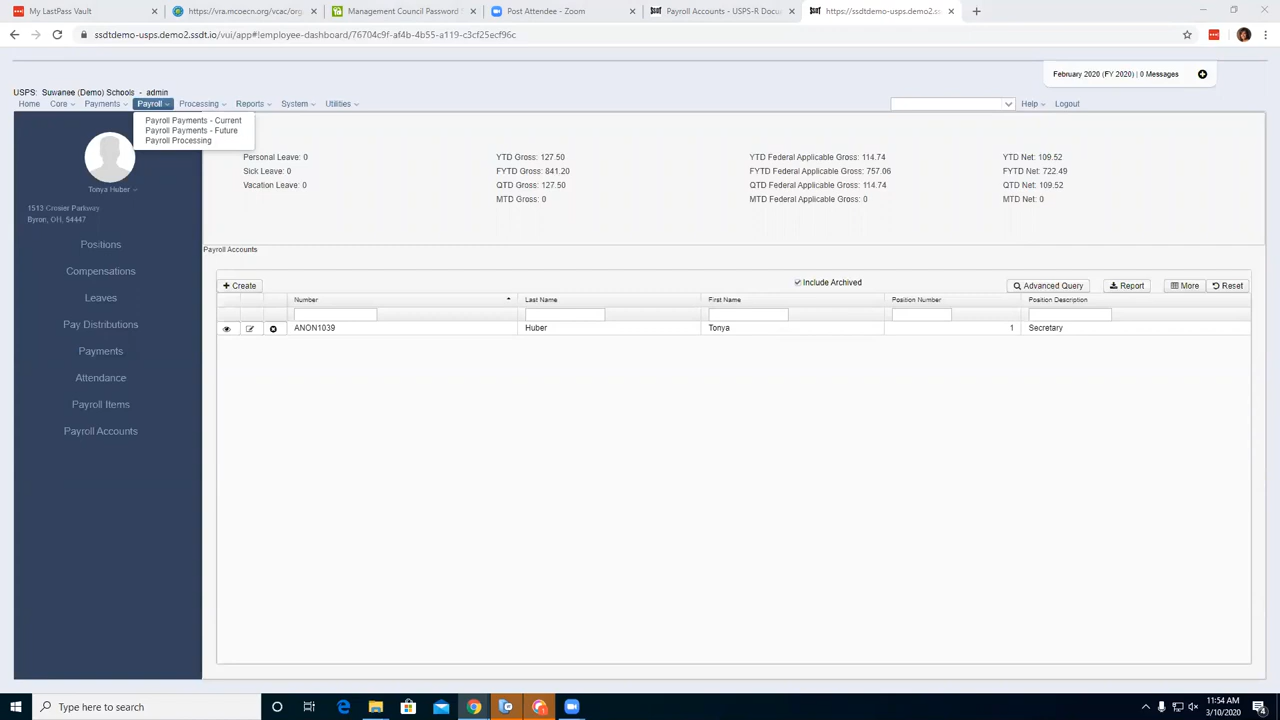 My LastPass Vault
https://vra.mcoecn.org/vcac/org
Management Council Password
Post Attendee - Zoom
Payroll Accounts - USPS-R Docu
https://ssdtdemo-usps.demo2.ss
ssdtdemo-usps.demo2.ssdt.io/vui/app#employee-dashboard/76704c9f-af4b-4b55-a119-c3cf25ecf96c
February 2020 (FY 2020) | 0 Messages
USPS: Suwanee (Demo) Schools - admin
Home Core Payments Payroll Processing Reports System Utilities Help Logout
Payroll Payments - Current
Payroll Payments - Future
Payroll Processing
Tonya Huber
1513 Crosier Parkway
Byron, OH, 54447
Positions
Compensations
Leaves
Pay Distributions
Payments
Attendance
Payroll Items
Payroll Accounts
Personal Leave: 0 YTD Gross: 127.50 YTD Federal Applicable Gross: 114.74 YTD Net: 109.52
Sick Leave: 0 FYTD Gross: 841.20 FYTD Federal Applicable Gross: 757.06 FYTD Net: 722.49
Vacation Leave: 0 QTD Gross: 127.50 QTD Federal Applicable Gross: 114.74 QTD Net: 109.52
MTD Gross: 0 MTD Federal Applicable Gross: 0 MTD Net: 0
Payroll Accounts
Create Include Archived Advanced Query Report More Reset
Number Last Name First Name Position Number Position Description
ANON1039 Huber Tonya 1 Secretary
Type here to search
11:54 AM
3/10/2020
4